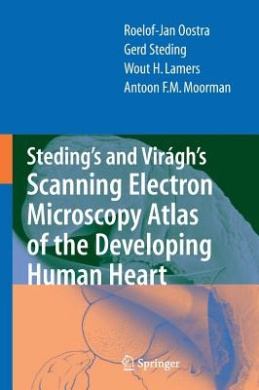 Roelof-Jan Oostra
Gerd Steding
Wout H. Lamers
Antoon F.M. Moorman
Steding's and Virágh's
Scanning Electron
Microscopy Atlas
of the Developing
Human Heart
Springer